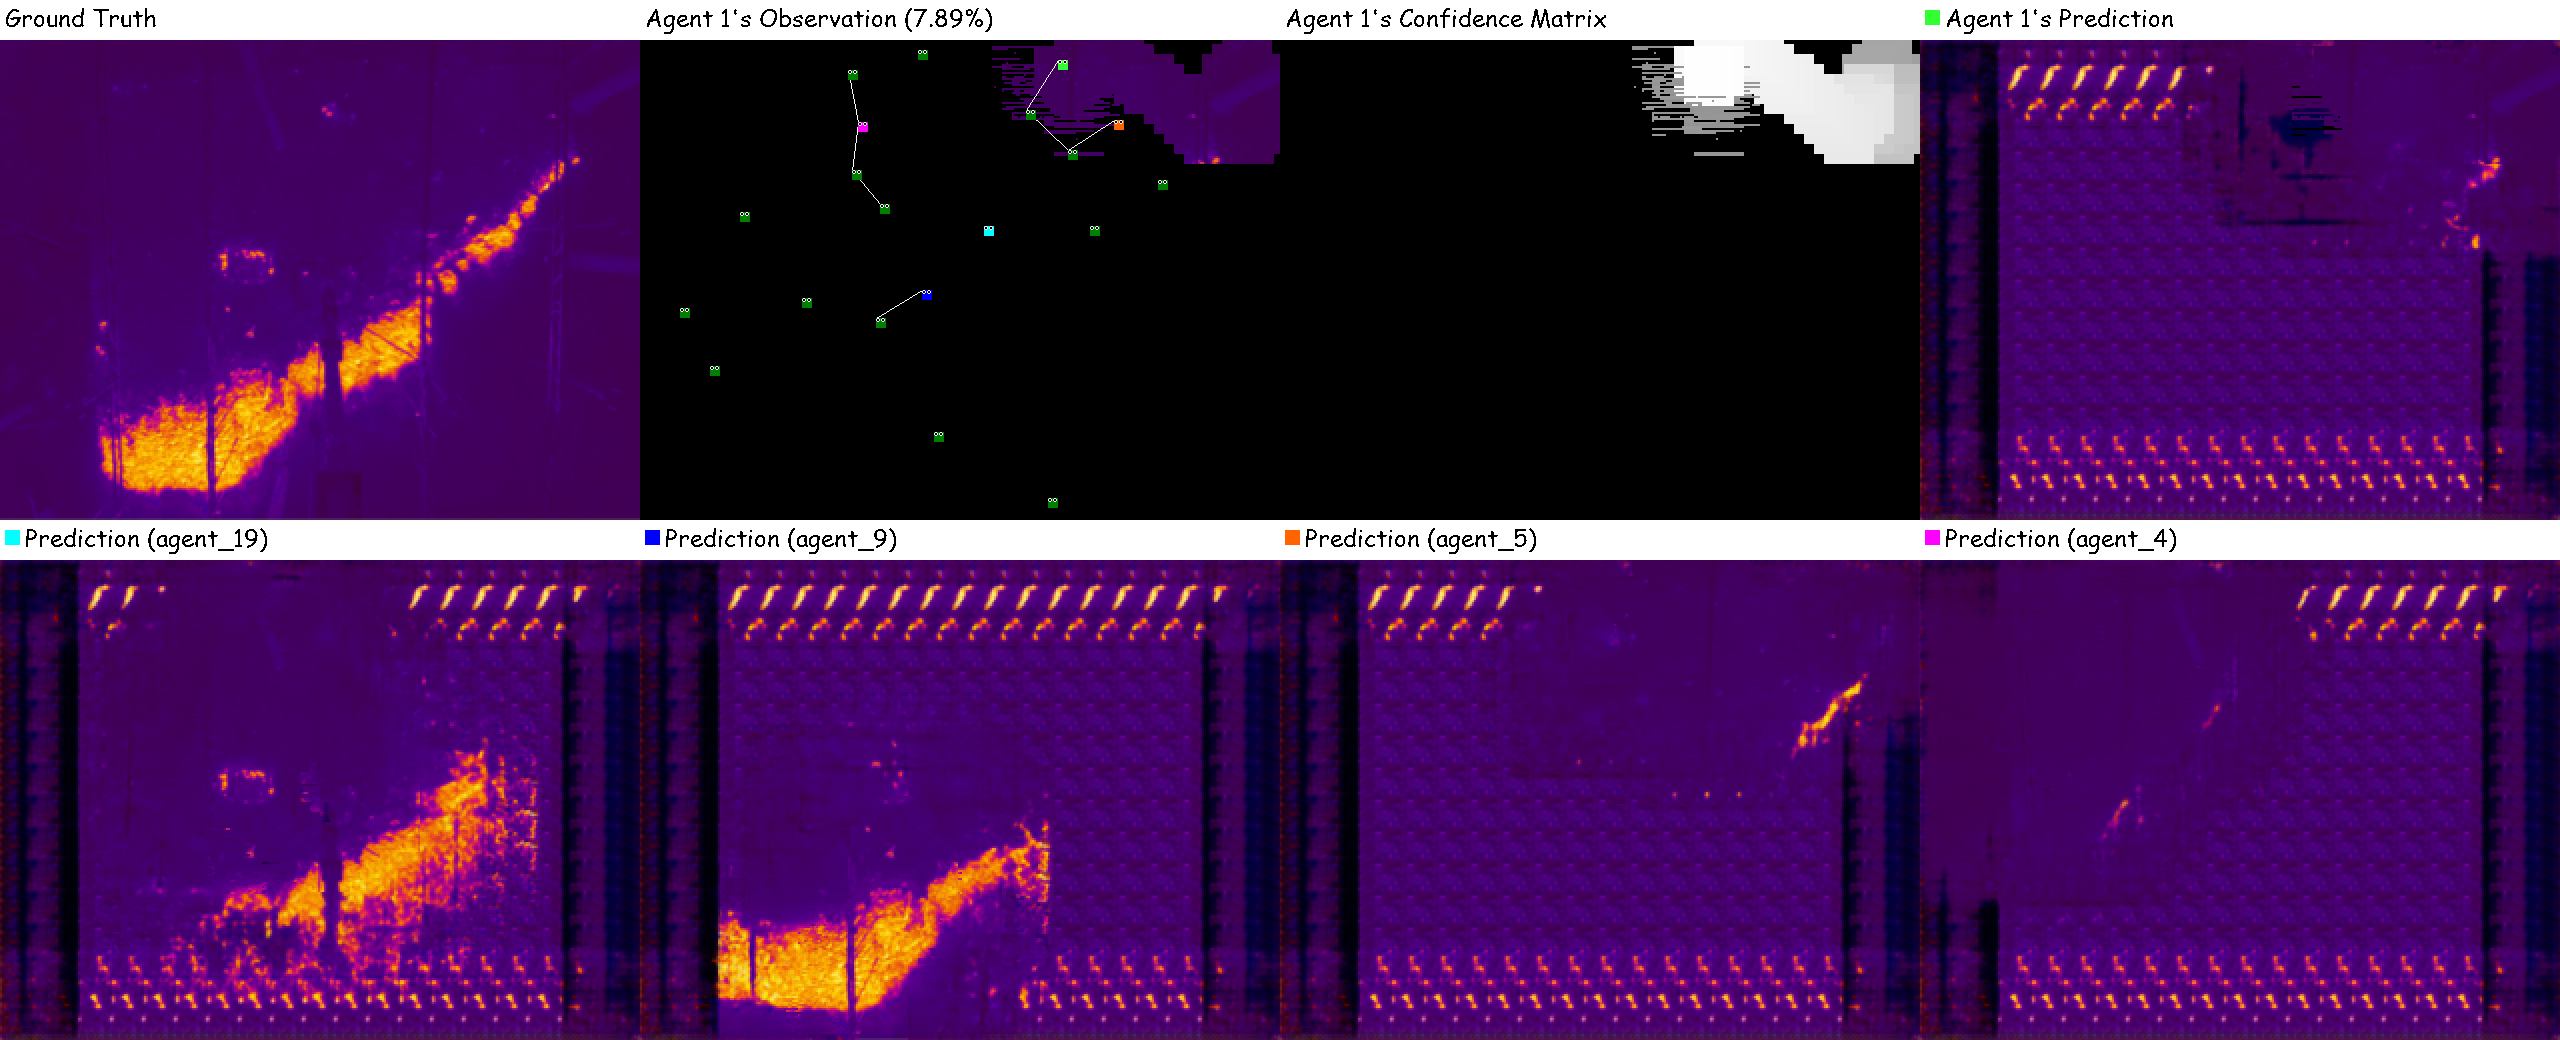 Ground Truth
Agent 1's Observation (7.89%)
Agent 1's Confidence Matrix
Agent 1's Prediction
Prediction (agent_19)
Prediction (agent_9)
Prediction (agent_5)
Prediction (agent_4)